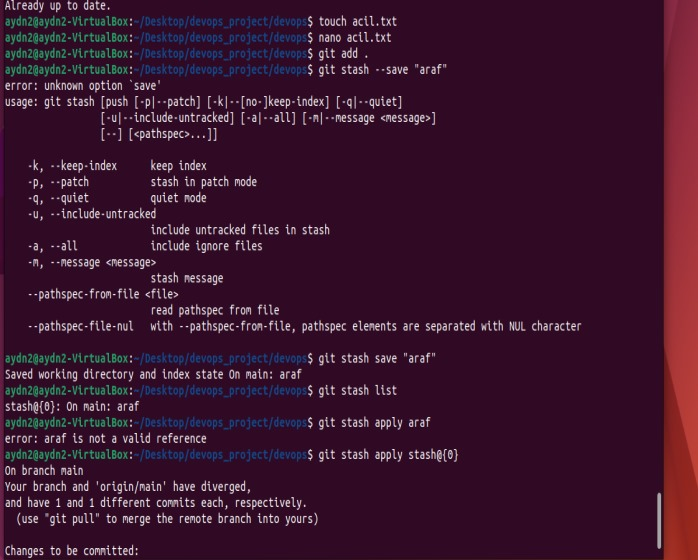 Already up to date.
aydn2@aydn2-VirtualBox:~/Desktop/devops_project/devops$ touch acil.txt
aydn2@aydn2-VirtualBox:~/Desktop/devops_project/devops$ nano acil.txt
aydn2@aydn2-VirtualBox:~/Desktop/devops_project/devops$ git add .
aydn2@aydn2-VirtualBox:~/Desktop/devops_project/devops$ git stash --save "araf"
error: unknown option `save'
usage: git stash [push [-p|--patch] [-k|--[no-]keep-index] [-q|--quiet]
                 [-u|--include-untracked] [-a|--all] [-m|--message <message>]
                 [--] [<pathspec>...]]
    -k, --keep-index      keep index
    -p, --patch           stash in patch mode
    -q, --quiet           quiet mode
    -u, --include-untracked
                          include untracked files in stash
    -a, --all             include ignore files
    -m, --message <message>
                          stash message
    --pathspec-from-file <file>
                          read pathspec from file
    --pathspec-file-nul   with --pathspec-from-file, pathspec elements are separated with NUL character
aydn2@aydn2-VirtualBox:~/Desktop/devops_project/devops$ git stash save "araf"
Saved working directory and index state On main: araf
aydn2@aydn2-VirtualBox:~/Desktop/devops_project/devops$ git stash list
stash@{0}: On main: araf
aydn2@aydn2-VirtualBox:~/Desktop/devops_project/devops$ git stash apply araf
error: araf is not a valid reference
aydn2@aydn2-VirtualBox:~/Desktop/devops_project/devops$ git stash apply stash@{0}
On branch main
Your branch and 'origin/main' have diverged,
and have 1 and 1 different commits each, respectively.
  (use "git pull" to merge the remote branch into yours)
Changes to be committed: